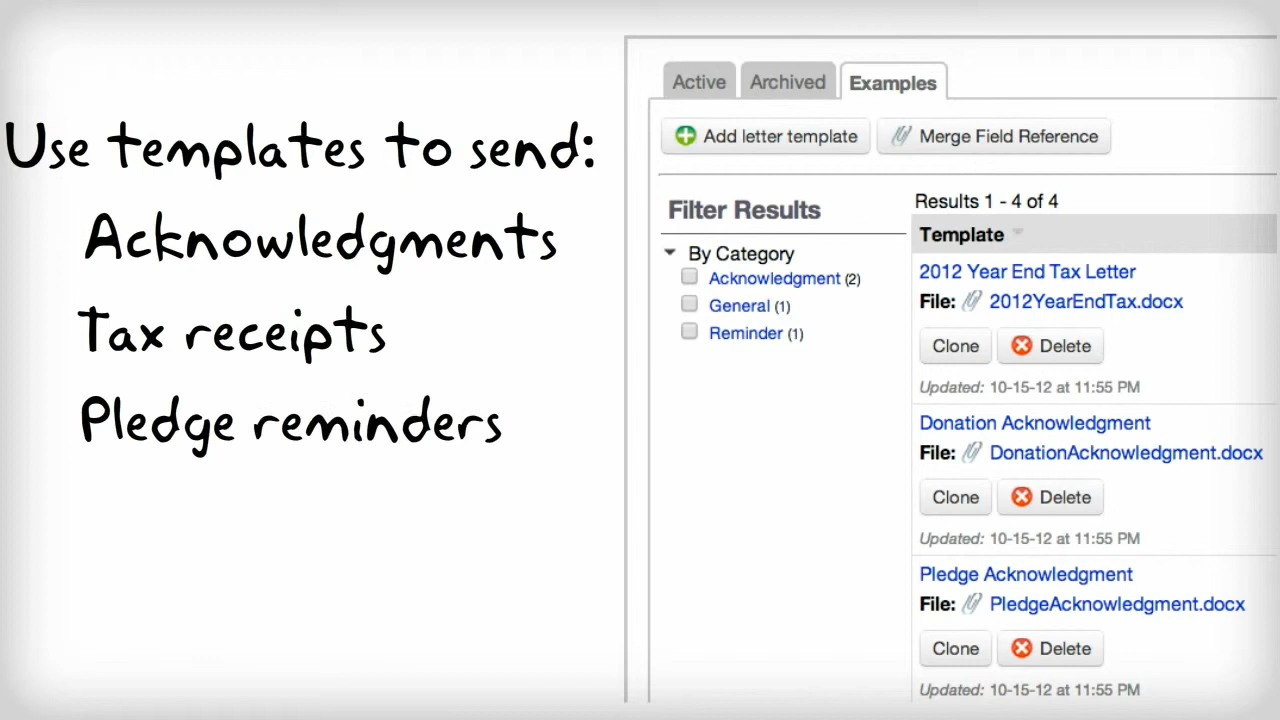 Use templates to send:
Acknowledgments
Tax receipts
Pledge reminders
Active Archived Examples
Add letter template Merge Field Reference
Filter Results
By Category
Acknowledgment (2)
General (1)
Reminder (1)
Results 1 - 4 of 4
Template
2012 Year End Tax Letter
File: 2012YearEndTax.docx
Clone Delete
Updated: 10-15-12 at 11:55 PM
Donation Acknowledgment
File: DonationAcknowledgment.docx
Clone Delete
Updated: 10-15-12 at 11:55 PM
Pledge Acknowledgment
File: PledgeAcknowledgment.docx
Clone Delete
Updated: 10-15-12 at 11:55 PM